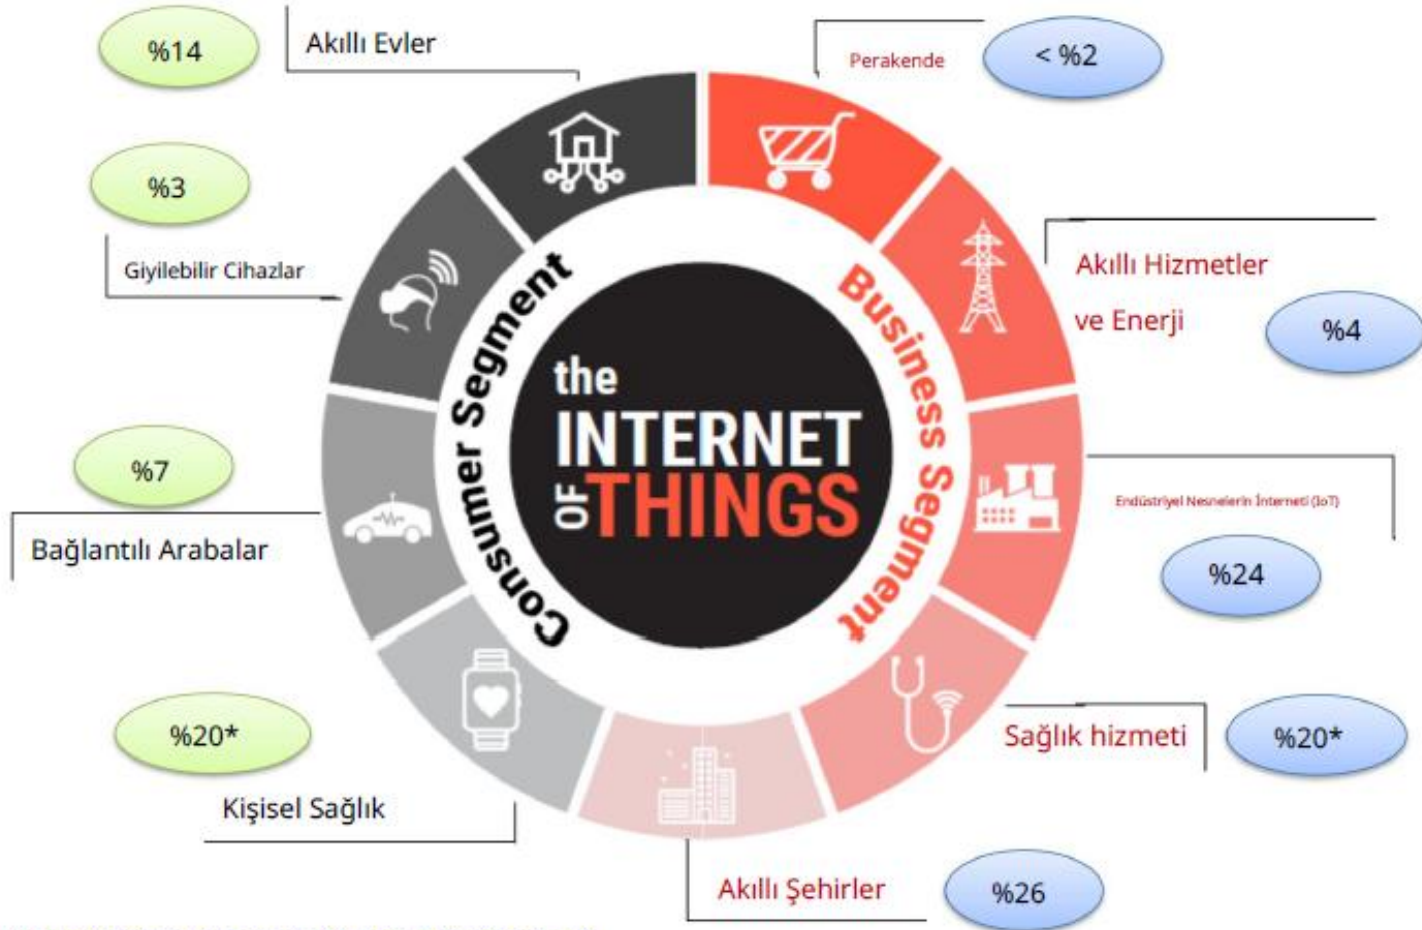 %14
Akıllı Evler
Perakende
< %2
%3
Giyilebilir Cihazlar
Akıllı Hizmetler
ve Enerji
%4
Consumer Segment
Business Segment
the
INTERNET
OF THINGS
%7
Bağlantılı Arabalar
Endüstriyel Nesnelerin İnterneti (IoT)
%24
%20*
Kişisel Sağlık
Sağlık hizmeti
%20*
Akıllı Şehirler
%26